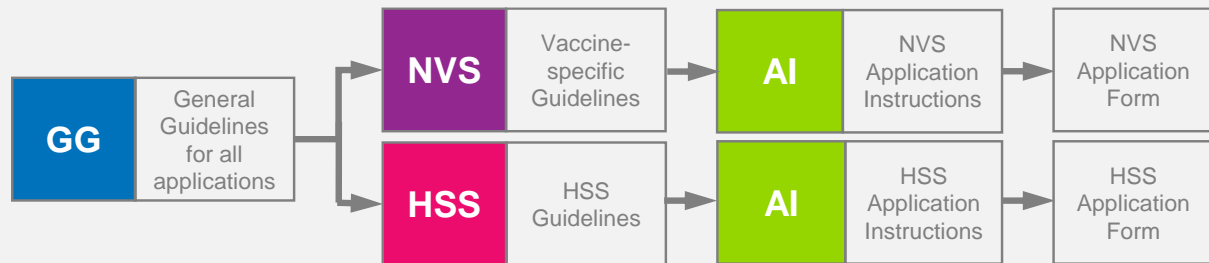 GG
General
Guidelines
for all
applications
NVS
Vaccine-
specific
Guidelines
AI
NVS
Application
Instructions
NVS
Application
Form
HSS
HSS
Guidelines
AI
HSS
Application
Instructions
HSS
Application
Form